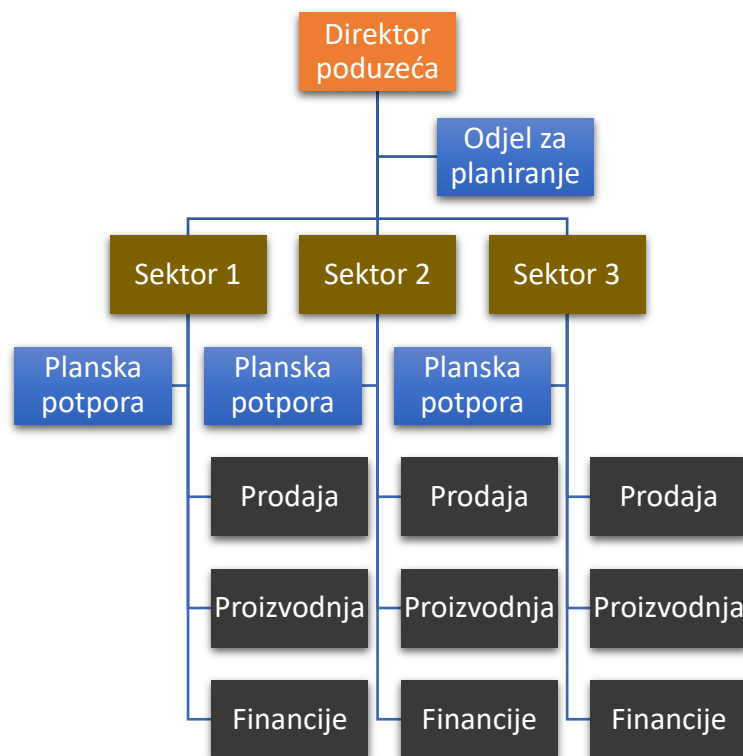 Direktor
poduzeća
Odjel za
planiranje
Sektor 1
Sektor 2
Sektor 3
Planska
potpora
Planska
potpora
Planska
potpora
Prodaja
Prodaja
Prodaja
Proizvodnja
Proizvodnja
Proizvodnja
Financije
Financije
Financije